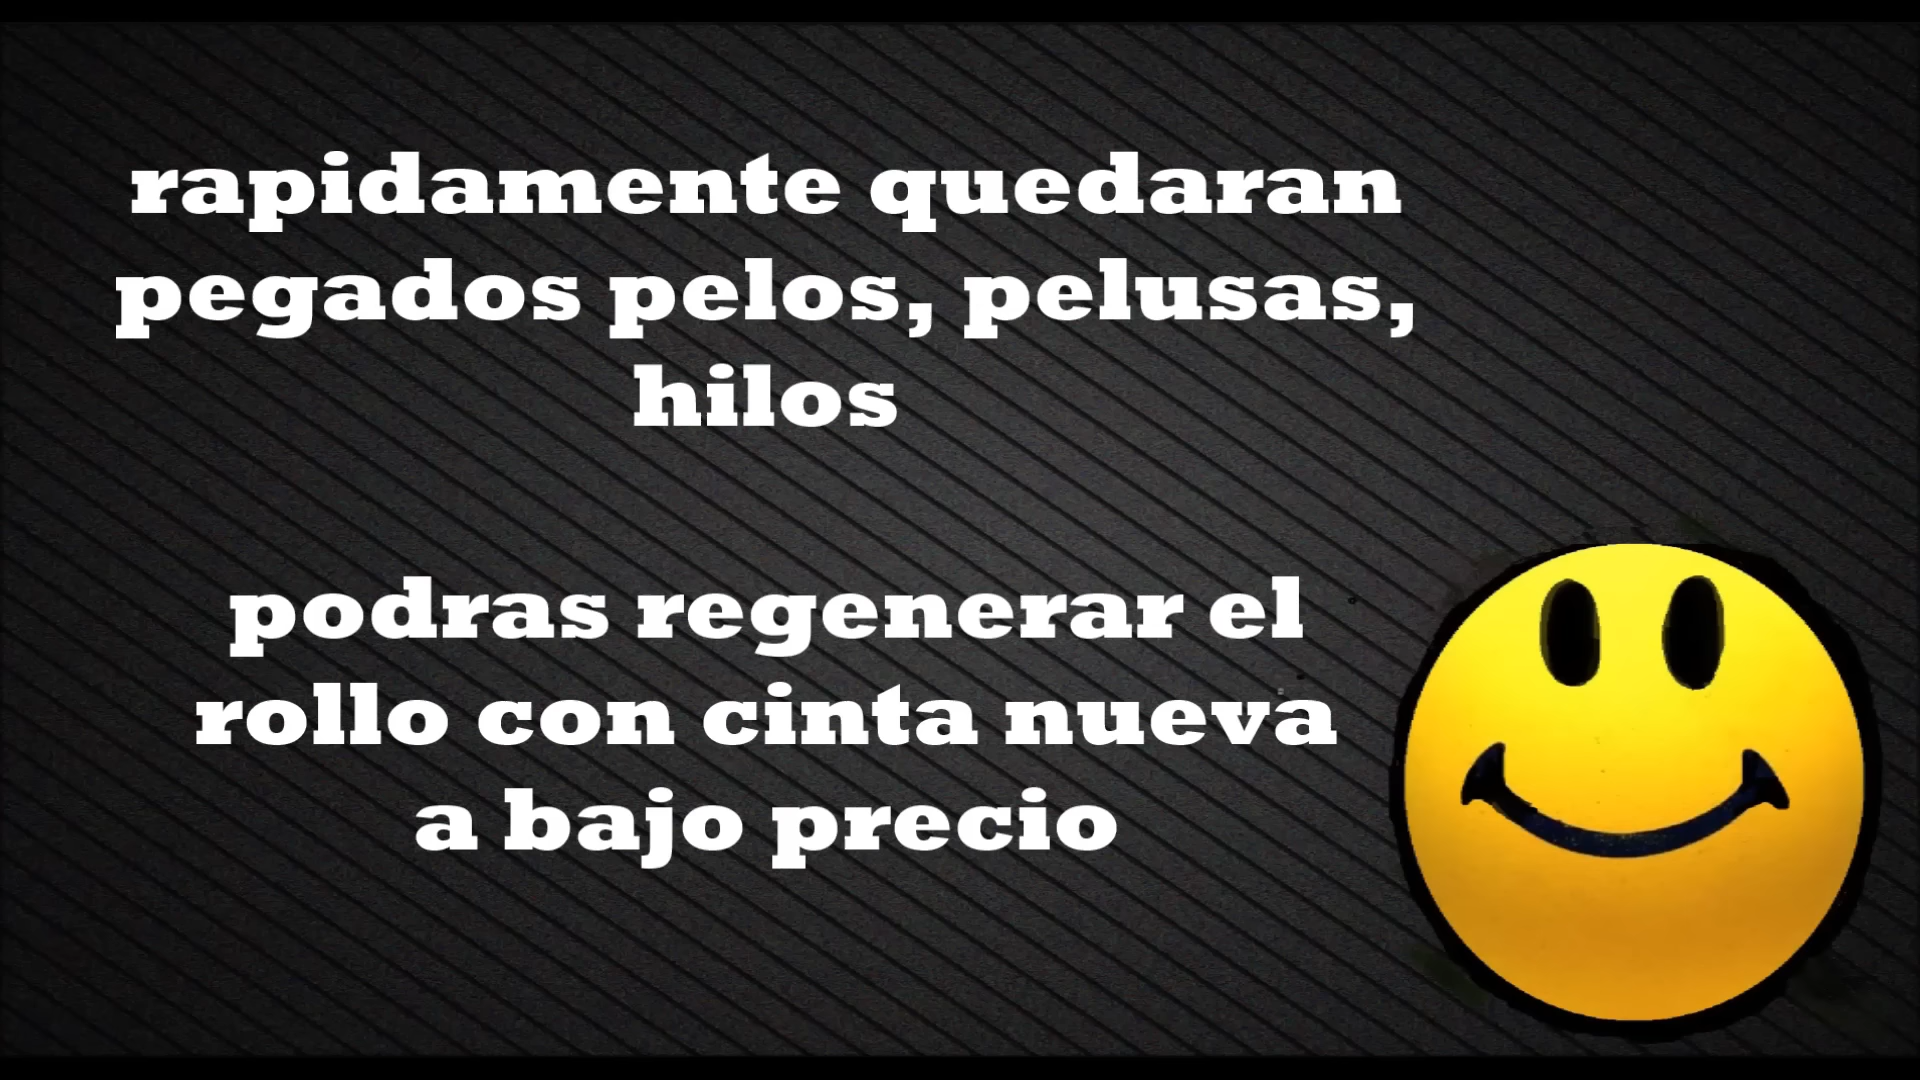 rapidamente quedaran
pegados pelos, pelusas,
hilos
podras regenerar el
rollo con cinta nueva
a bajo precio